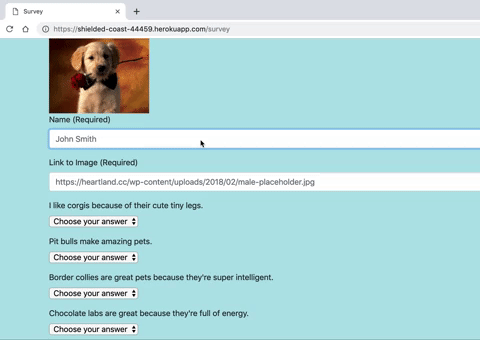 Survey
https://shielded-coast-44459.herokuapp.com/survey
Name (Required)
John Smith
Link to Image (Required)
https://heartland.cc/wp-content/uploads/2018/02/male-placeholder.jpg
I like corgis because of their cute tiny legs.
Choose your answer
Pit bulls make amazing pets.
Choose your answer
Border collies are great pets because they're super intelligent.
Choose your answer
Chocolate labs are great because they're full of energy.
Choose your answer